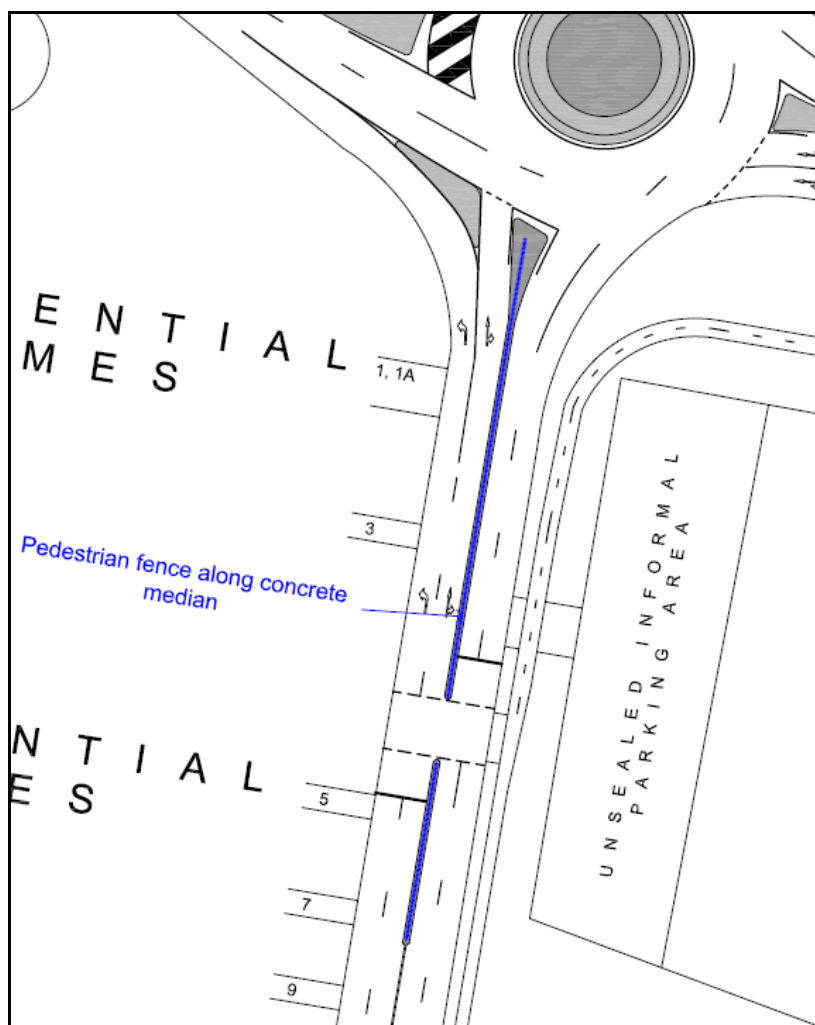 E N T I A L
M E S
1, 1A
3
Pedestrian fence along concrete
median
N T I A L
E S
5
7
9
U N S E A L E D I N F O R M A L
P A R K I N G A R E A